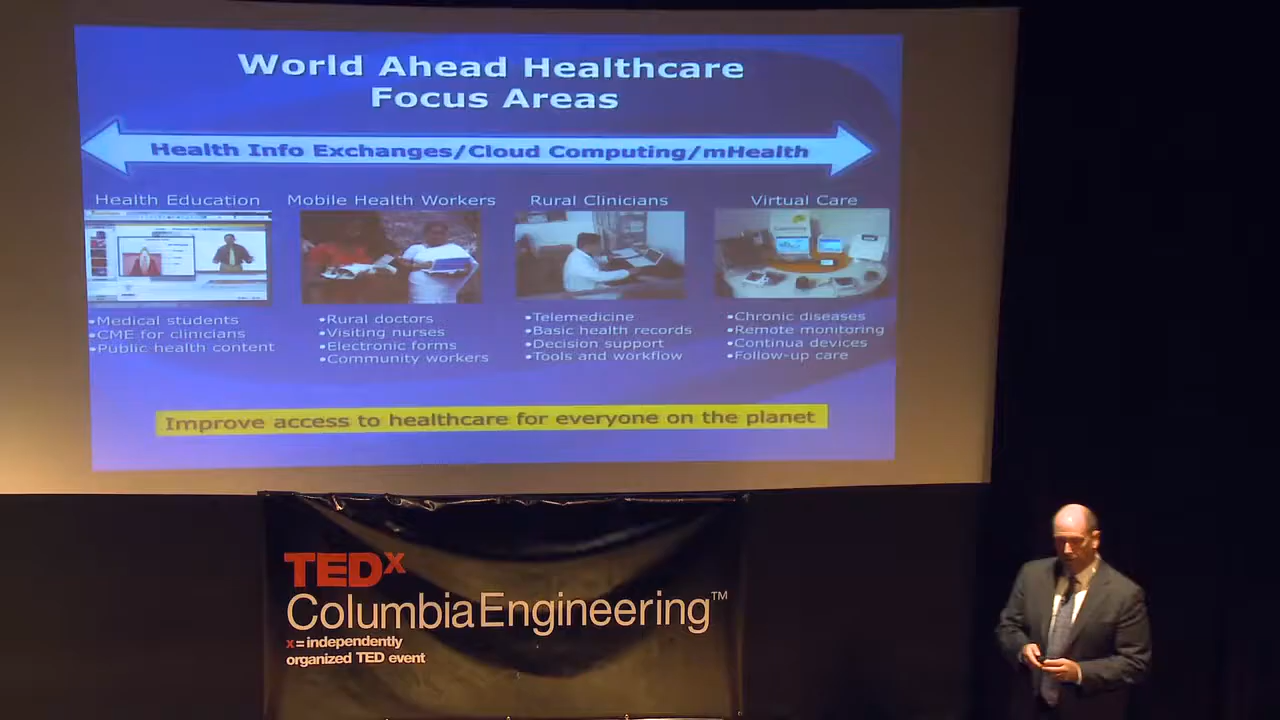 World Ahead Healthcare
Focus Areas
Health Info Exchanges/Cloud Computing/mHealth
Health Education
Mobile Health Workers
Rural Clinicians
Virtual Care
•Medical students
•CME for clinicians
•Public health content
•Rural doctors
•Visiting nurses
•Electronic forms
•Community workers
•Telemedicine
•Basic health records
•Decision support
•Tools and workflow
•Chronic diseases
•Remote monitoring
•Continua devices
•Follow-up care
Improve access to healthcare for everyone on the planet
TEDx
ColumbiaEngineering™
x=independently
organized TED event